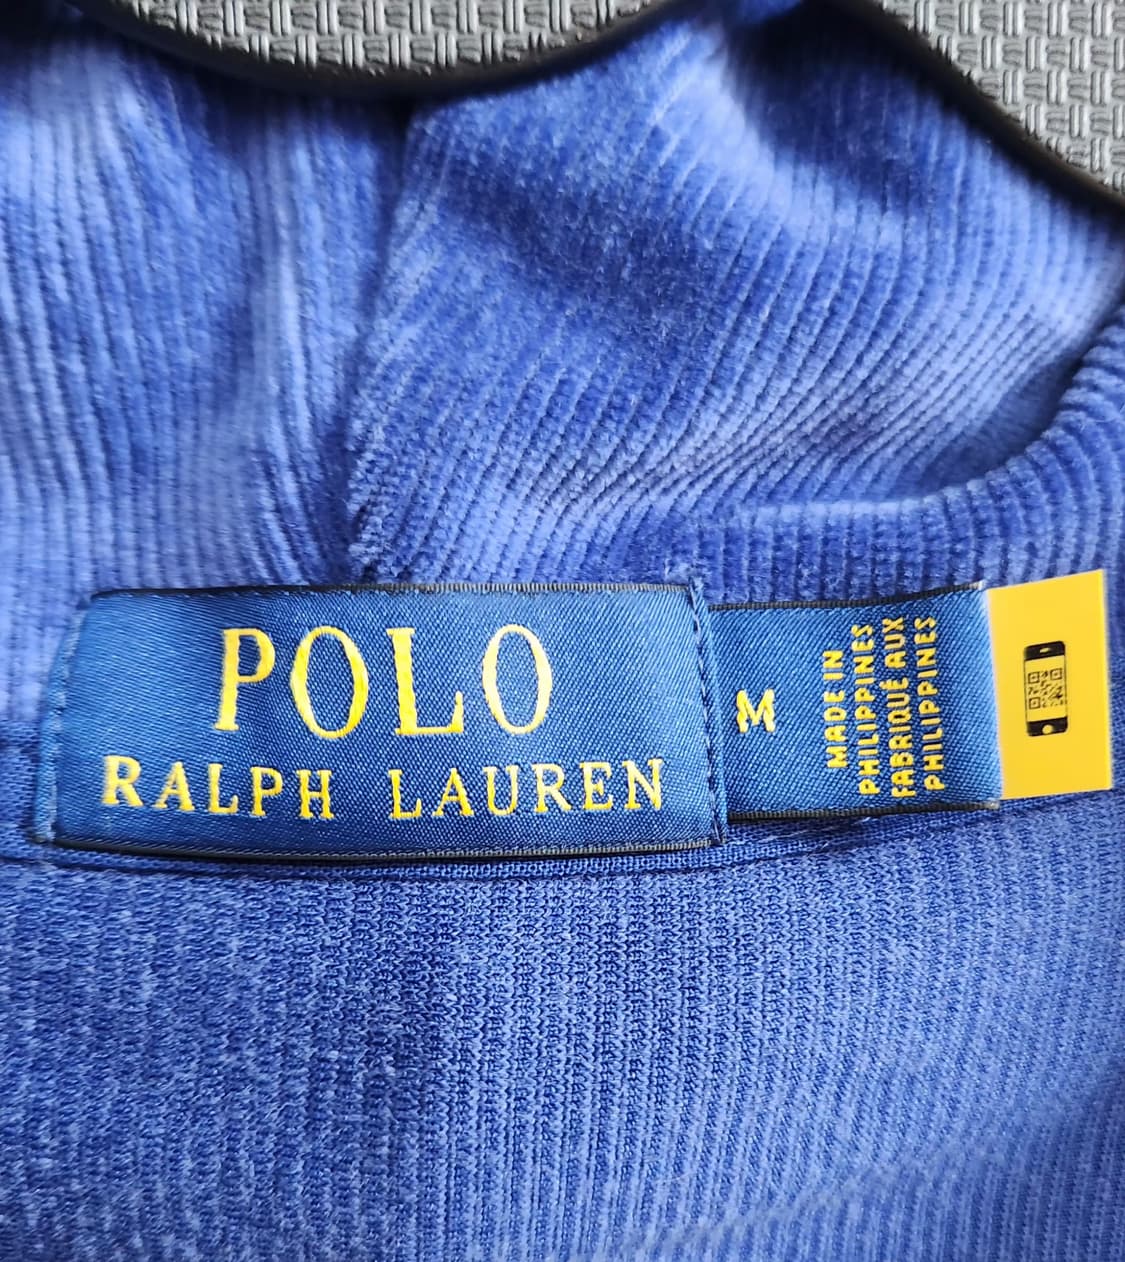 POLO
RALPH LAUREN
M
MADE IN
PHILIPPINES
FABRIQUÉ AUX
PHILIPPINES